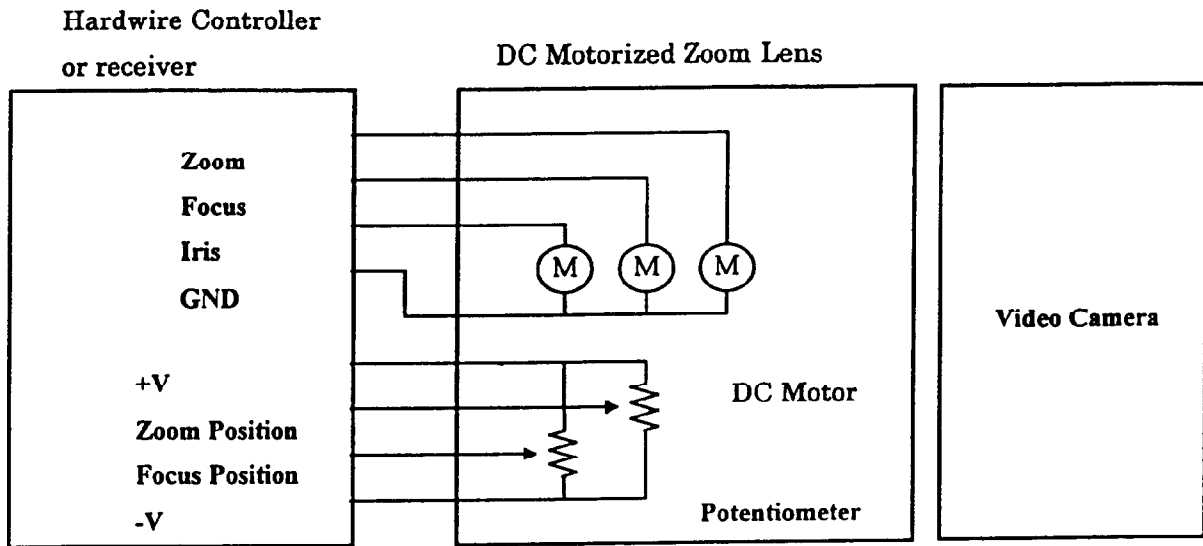 Hardwire Controller
or receiver
DC Motorized Zoom Lens
Zoom
Focus
Iris
GND
M M M
Video Camera
+V
Zoom Position
Focus Position
-V
DC Motor
Potentiometer